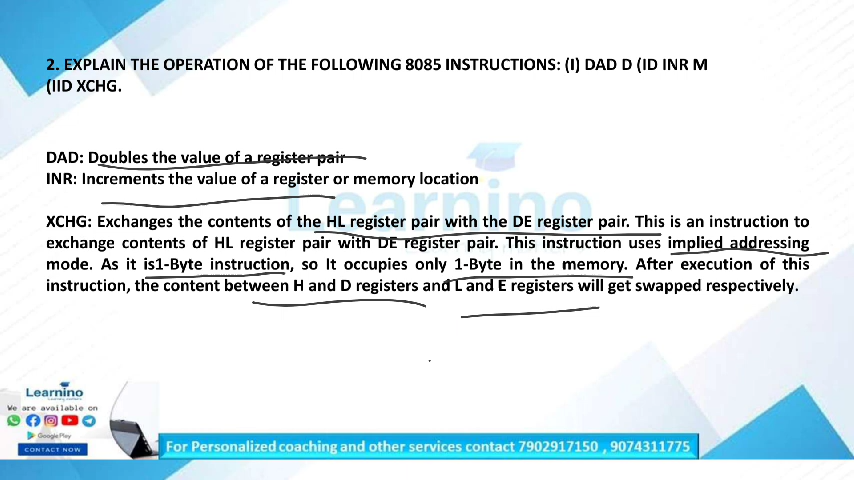 2. EXPLAIN THE OPERATION OF THE FOLLOWING 8085 INSTRUCTIONS: (I) DAD D (ID INR M
(IID XCHG.
DAD: Doubles the value of a register pair
INR: Increments the value of a register or memory location
Learnino
XCHG: Exchanges the contents of the HL register pair with the DE register pair. This is an instruction to
exchange contents of HL register pair with DE register pair. This instruction uses implied addressing
mode. As it is1-Byte instruction, so It occupies only 1-Byte in the memory. After execution of this
instruction, the content between H and D registers and L and E registers will get swapped respectively.
Learnino
We are available on
Google Play
CONTACT NOW
For Personalized coaching and other services contact 7902917150 , 9074311775